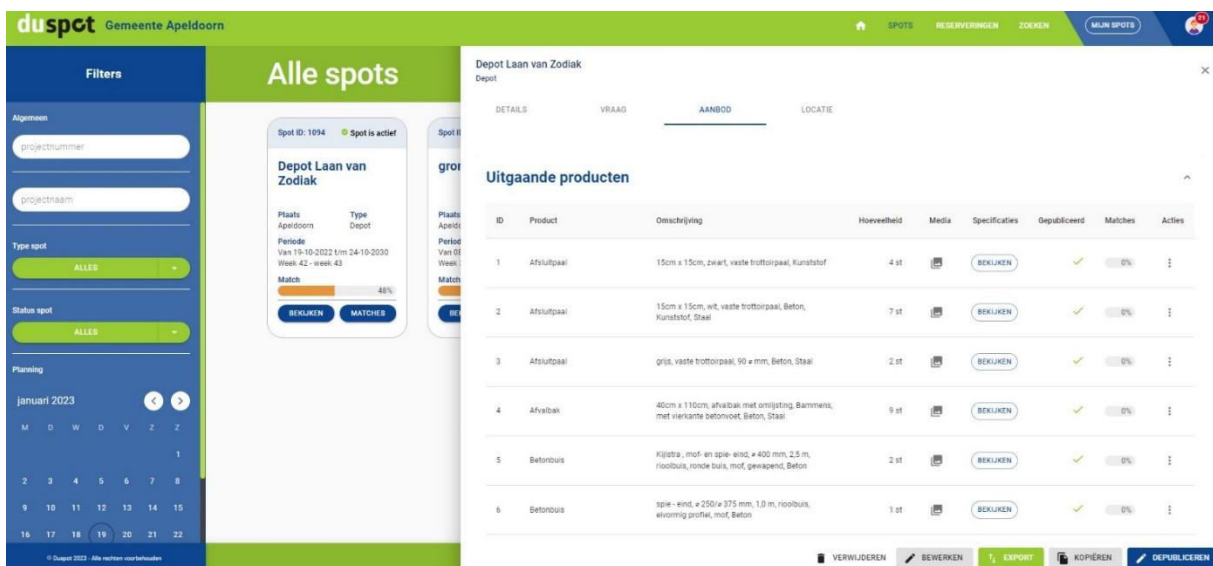 duspot Gemeente Apeldoorn
SPOTS RESERVERINGEN ZOEKEN MIJN SPOTS 21
Filters
Algemeen
projectnummer
projectnaam
Type spot
ALLES
Status spot
ALLES
Planning
januari 2023
M D W D V Z Z
1
2 3 4 5 6 7 8
9 10 11 12 13 14 15
16 17 18 19 20 21 22
© Duspot 2023 - Alle rechten voorbehouden
Alle spots
Spot ID: 1094 Spot is actief
Depot Laan van
Zodiak
Plaats Type
Apeldoorn Depot
Periode
Van 19-10-2022 t/m 24-10-2030
Week 42 - week 43
Match
48%
BEKIJKEN MATCHES
Depot Laan van Zodiak
Depot
DETAILS VRAAG AANBOD LOCATIE
Uitgaande producten
ID Product Omschrijving Hoeveelheid Media Specificaties Gepubliceerd Matches Acties
1 Afsluitpaal 15cm x 15cm, zwart, vaste trottoirpaal, Kunststof 4 st BEKIJKEN 0%
2 Afsluitpaal 15cm x 15cm, wit, vaste trottoirpaal, Beton,
Kunststof, Staal 7 st BEKIJKEN 0%
3 Afsluitpaal grijs, vaste trottoirpaal, 90 ø mm, Beton, Staal 2 st BEKIJKEN 0%
4 Afvalbak 40cm x 110cm, afvalbak met omlijsting, Bammens,
met vierkante betonvoet, Beton, Staal 9 st BEKIJKEN 0%
5 Betonbuis Kijlstra , mof- en spie- eind, ø 400 mm, 2,5 m,
rioolbuis, ronde buis, mof, gewapend, Beton 2 st BEKIJKEN 0%
6 Betonbuis spie - eind, ø 250/ø 375 mm, 1,0 m, rioolbuis,
eivormig profiel, mof, Beton 1 st BEKIJKEN 0%
VERWIJDEREN BEWERKEN EXPORT KOPIËREN DEPUBLICEREN